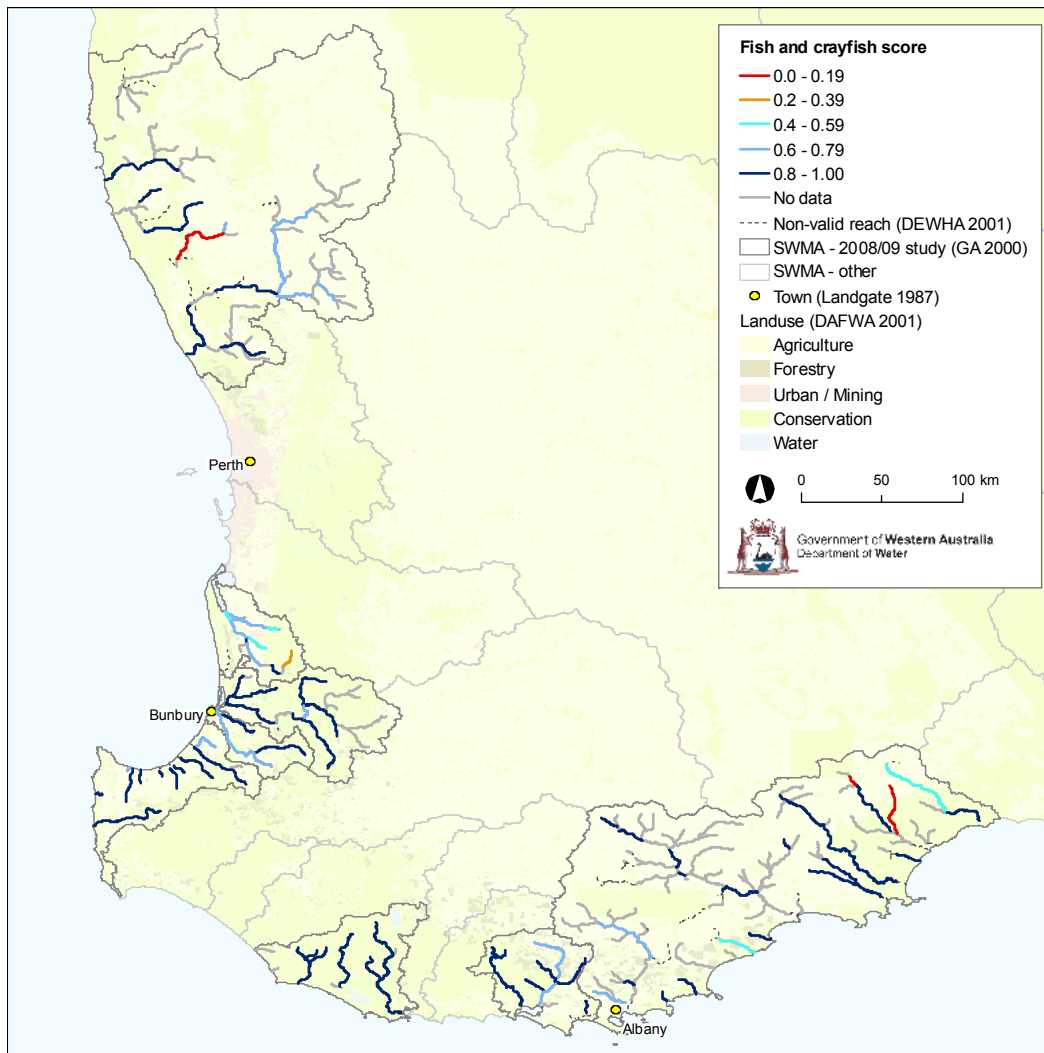 Fish and crayfish score
0.0 - 0.19
0.2 - 0.39
0.4 - 0.59
0.6 - 0.79
0.8 - 1.00
No data
Non-valid reach (DEWHA 2001)
SWMA - 2008/09 study (GA 2000)
SWMA - other
Town (Landgate 1987)
Landuse (DAFWA 2001)
Agriculture
Forestry
Urban / Mining
Conservation
Water
0 50 100 km
Government of Western Australia
Department of Water
Perth
Bunbury
Albany